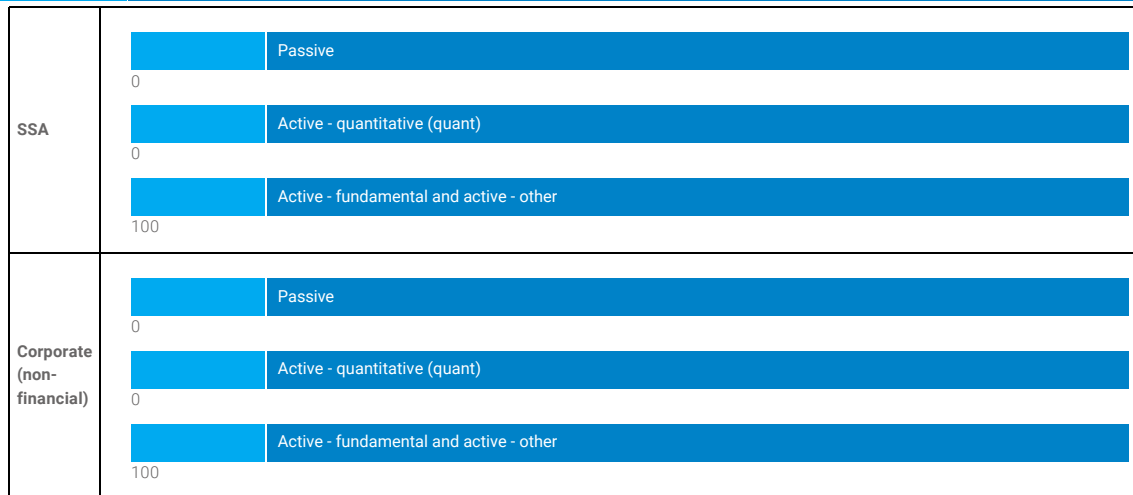 SSA
Passive
0
Active - quantitative (quant)
0
Active - fundamental and active - other
100
Corporate
(non-
financial)
Passive
0
Active - quantitative (quant)
0
Active - fundamental and active - other
100